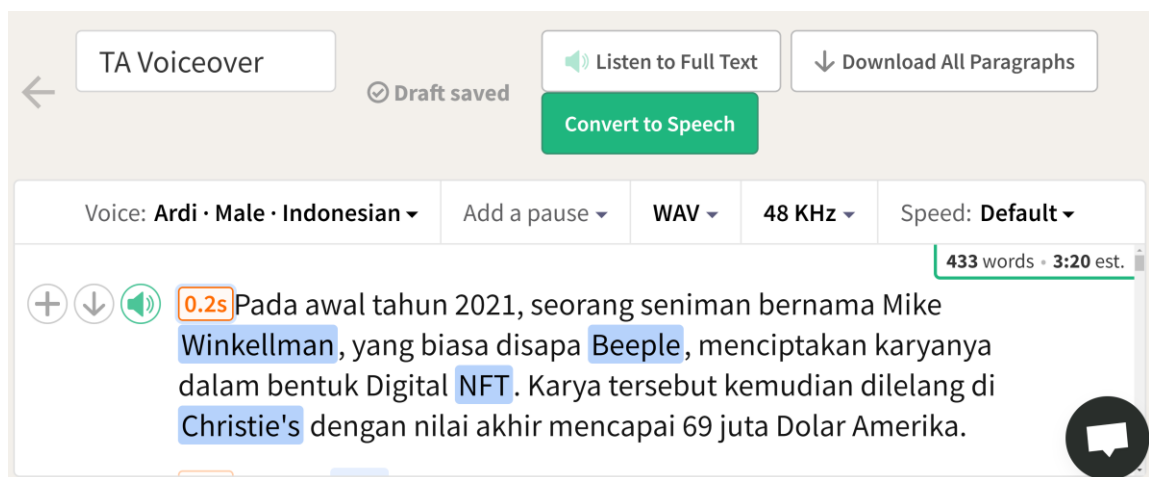 TA Voiceover
Draft saved
Listen to Full Text
Download All Paragraphs
Convert to Speech
Voice: Ardi · Male · Indonesian
Add a pause
WAV
48 KHz
Speed: Default
433 words • 3:20 est.
0.2s Pada awal tahun 2021, seorang seniman bernama Mike
Winkellman, yang biasa disapa Beeple, menciptakan karyanya
dalam bentuk Digital NFT. Karya tersebut kemudian dilelang di
Christie's dengan nilai akhir mencapai 69 juta Dolar Amerika.